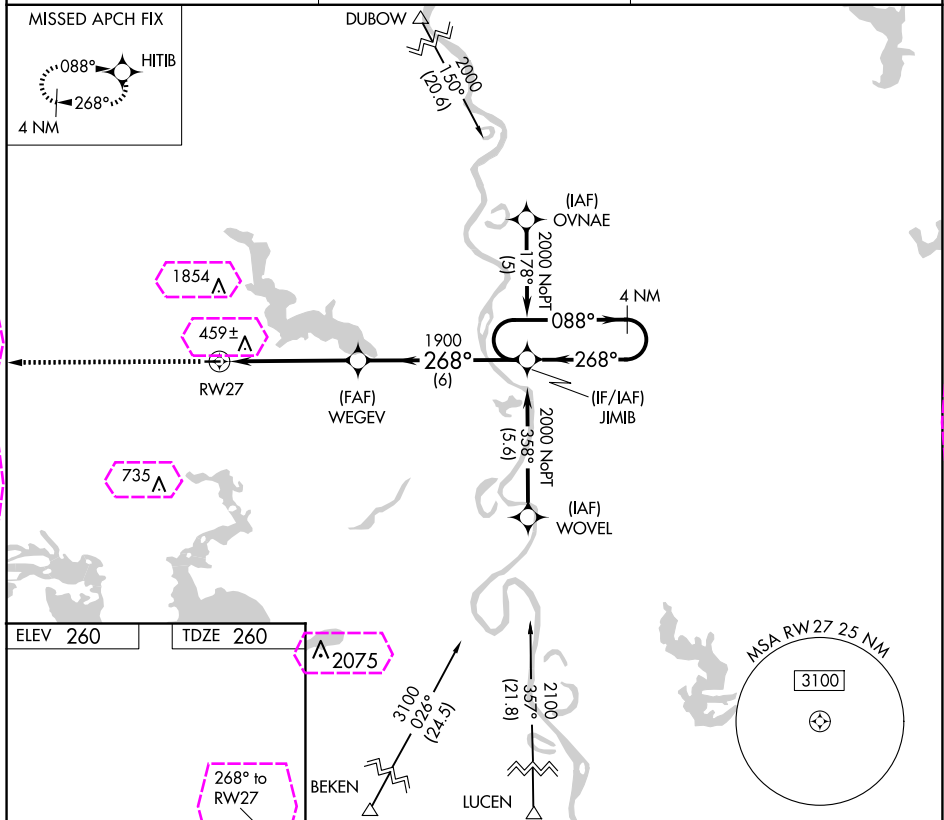 MISSED APCH FIX
HITIB
088°
268°
4 NM
DUBOW
2000
150°
(20.6)
(IAF)
OVNAE
2000 NoPT
178°
(5)
4 NM
088°
268°
1854
459±
1900
268°
(6)
RW27
(FAF)
WEGEV
(IF/IAF)
JIMIB
2000 NoPT
358°
(5.6)
735
(IAF)
WOVEL
ELEV 260
TDZE 260
2075
MSA RW27 25 NM
3100
3100
026°
(24.5)
2100
357°
(21.8)
268° to
RW27
BEKEN
LUCEN